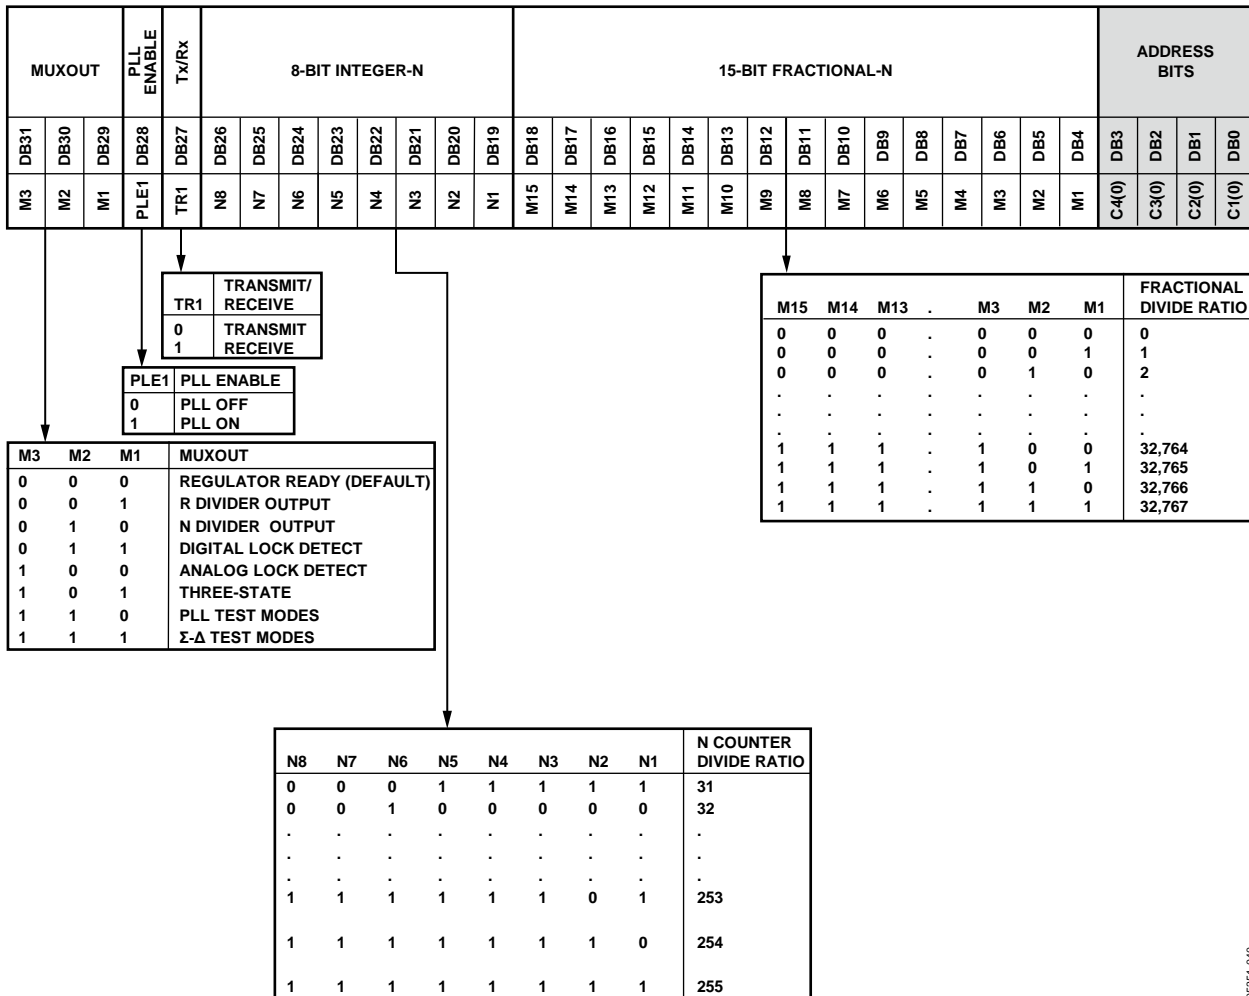 MUXOUT PLL ENABLE Tx/Rx 8-BIT INTEGER-N 15-BIT FRACTIONAL-N ADDRESS BITS
DB31 DB30 DB29 DB28 DB27 DB26 DB25 DB24 DB23 DB22 DB21 DB20 DB19 DB18 DB17 DB16 DB15 DB14 DB13 DB12 DB11 DB10 DB9 DB8 DB7 DB6 DB5 DB4 DB3 DB2 DB1 DB0
M3 M2 M1 PLE1 TR1 N8 N7 N6 N5 N4 N3 N2 N1 M15 M14 M13 M12 M11 M10 M9 M8 M7 M6 M5 M4 M3 M2 M1 C4(0) C3(0) C2(0) C1(0)
TR1 TRANSMIT/ RECEIVE
0 TRANSMIT
1 RECEIVE
PLE1 PLL ENABLE
0 PLL OFF
1 PLL ON
M3 M2 M1 MUXOUT
0 0 0 REGULATOR READY (DEFAULT)
0 0 1 R DIVIDER OUTPUT
0 1 0 N DIVIDER OUTPUT
0 1 1 DIGITAL LOCK DETECT
1 0 0 ANALOG LOCK DETECT
1 0 1 THREE-STATE
1 1 0 PLL TEST MODES
1 1 1 Σ-Δ TEST MODES
M15 M14 M13 . M3 M2 M1 FRACTIONAL DIVIDE RATIO
0 0 0 . 0 0 0 0
0 0 0 . 0 0 1 1
0 0 0 . 0 1 0 2
. . . . . . . .
. . . . . . . .
. . . . . . . .
1 1 1 . 1 0 0 32,764
1 1 1 . 1 0 1 32,765
1 1 1 . 1 1 0 32,766
1 1 1 . 1 1 1 32,767
N8 N7 N6 N5 N4 N3 N2 N1 N COUNTER DIVIDE RATIO
0 0 0 1 1 1 1 1 31
0 0 1 0 0 0 0 0 32
. . . . . . . . .
. . . . . . . . .
. . . . . . . . .
1 1 1 1 1 1 0 1 253
1 1 1 1 1 1 1 0 254
1 1 1 1 1 1 1 1 255